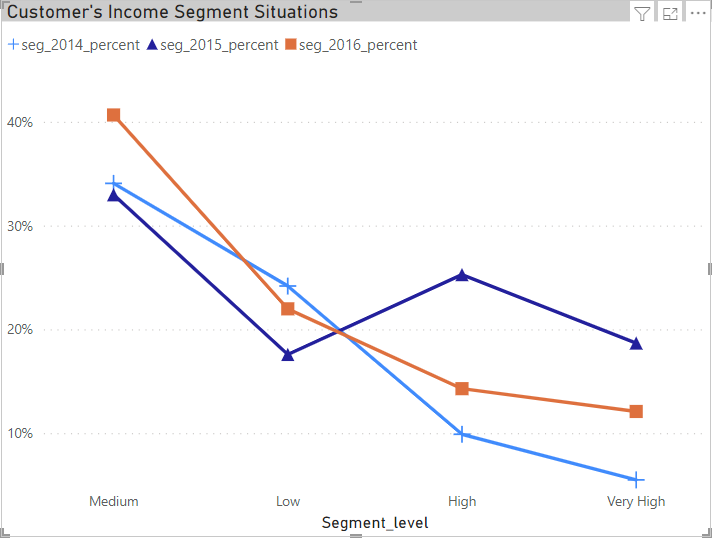 Customer's Income Segment Situations
seg_2014_percent seg_2015_percent seg_2016_percent
40%
30%
20%
10%
Medium Low High Very High
Segment_level